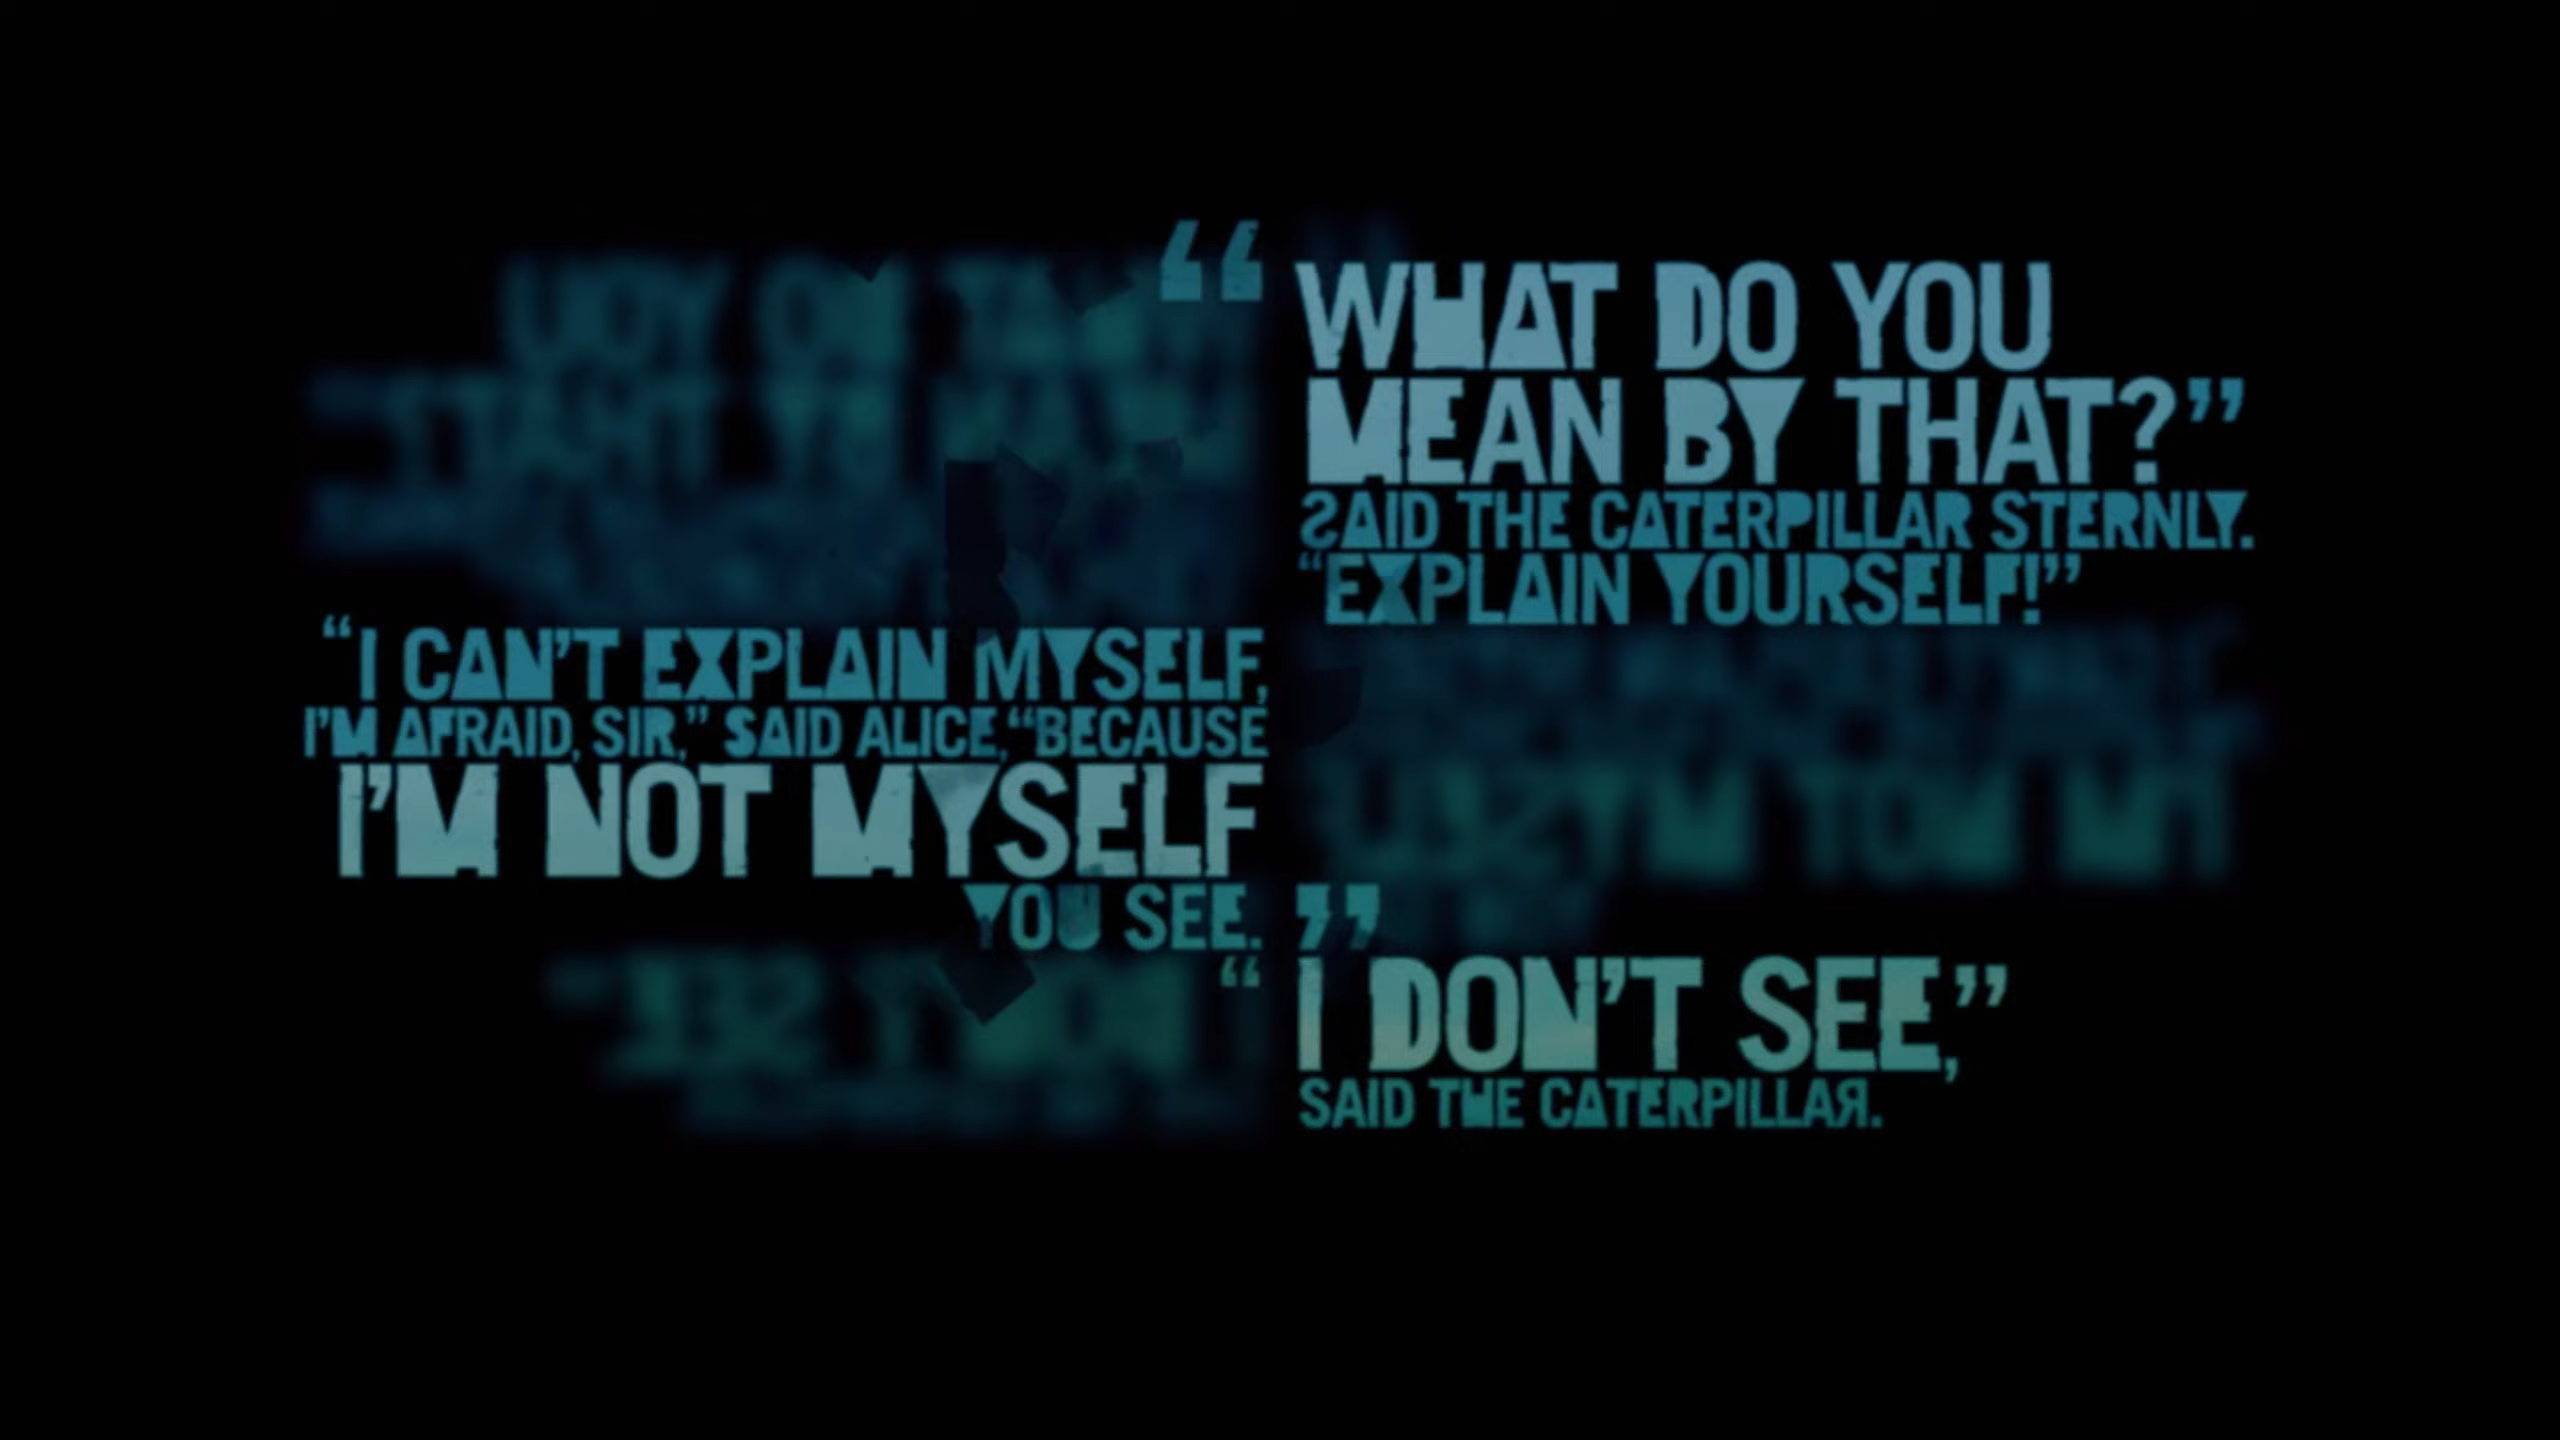 “WHAT DO YOU
MEAN BY THAT?”
SAID THE CATERPILLAR STERNLY.
“EXPLAIN YOURSELF!”
“I CAN’T EXPLAIN MYSELF,
I’M AFRAID, SIR,” SAID ALICE, “BECAUSE
I’M NOT MYSELF
YOU SEE.”
“I DON’T SEE,”
SAID THE CATERPILLAR.